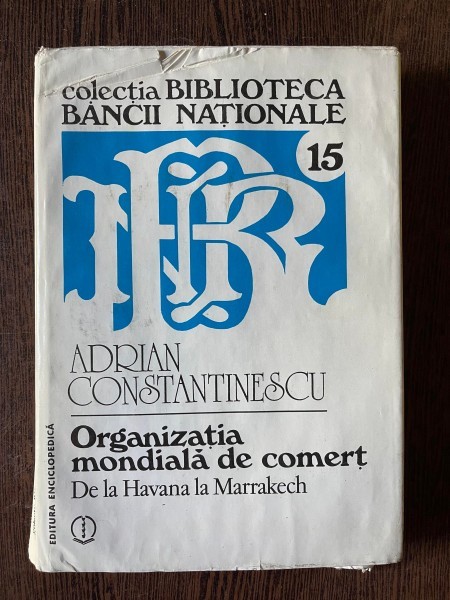 colecția BIBLIOTECA
BĂNCII NAȚIONALE
15
ADRIAN
CONSTANTINESCU
Organizația
mondială de comerț
De la Havana la Marrakech
EDITURA ENCICLOPEDICĂ